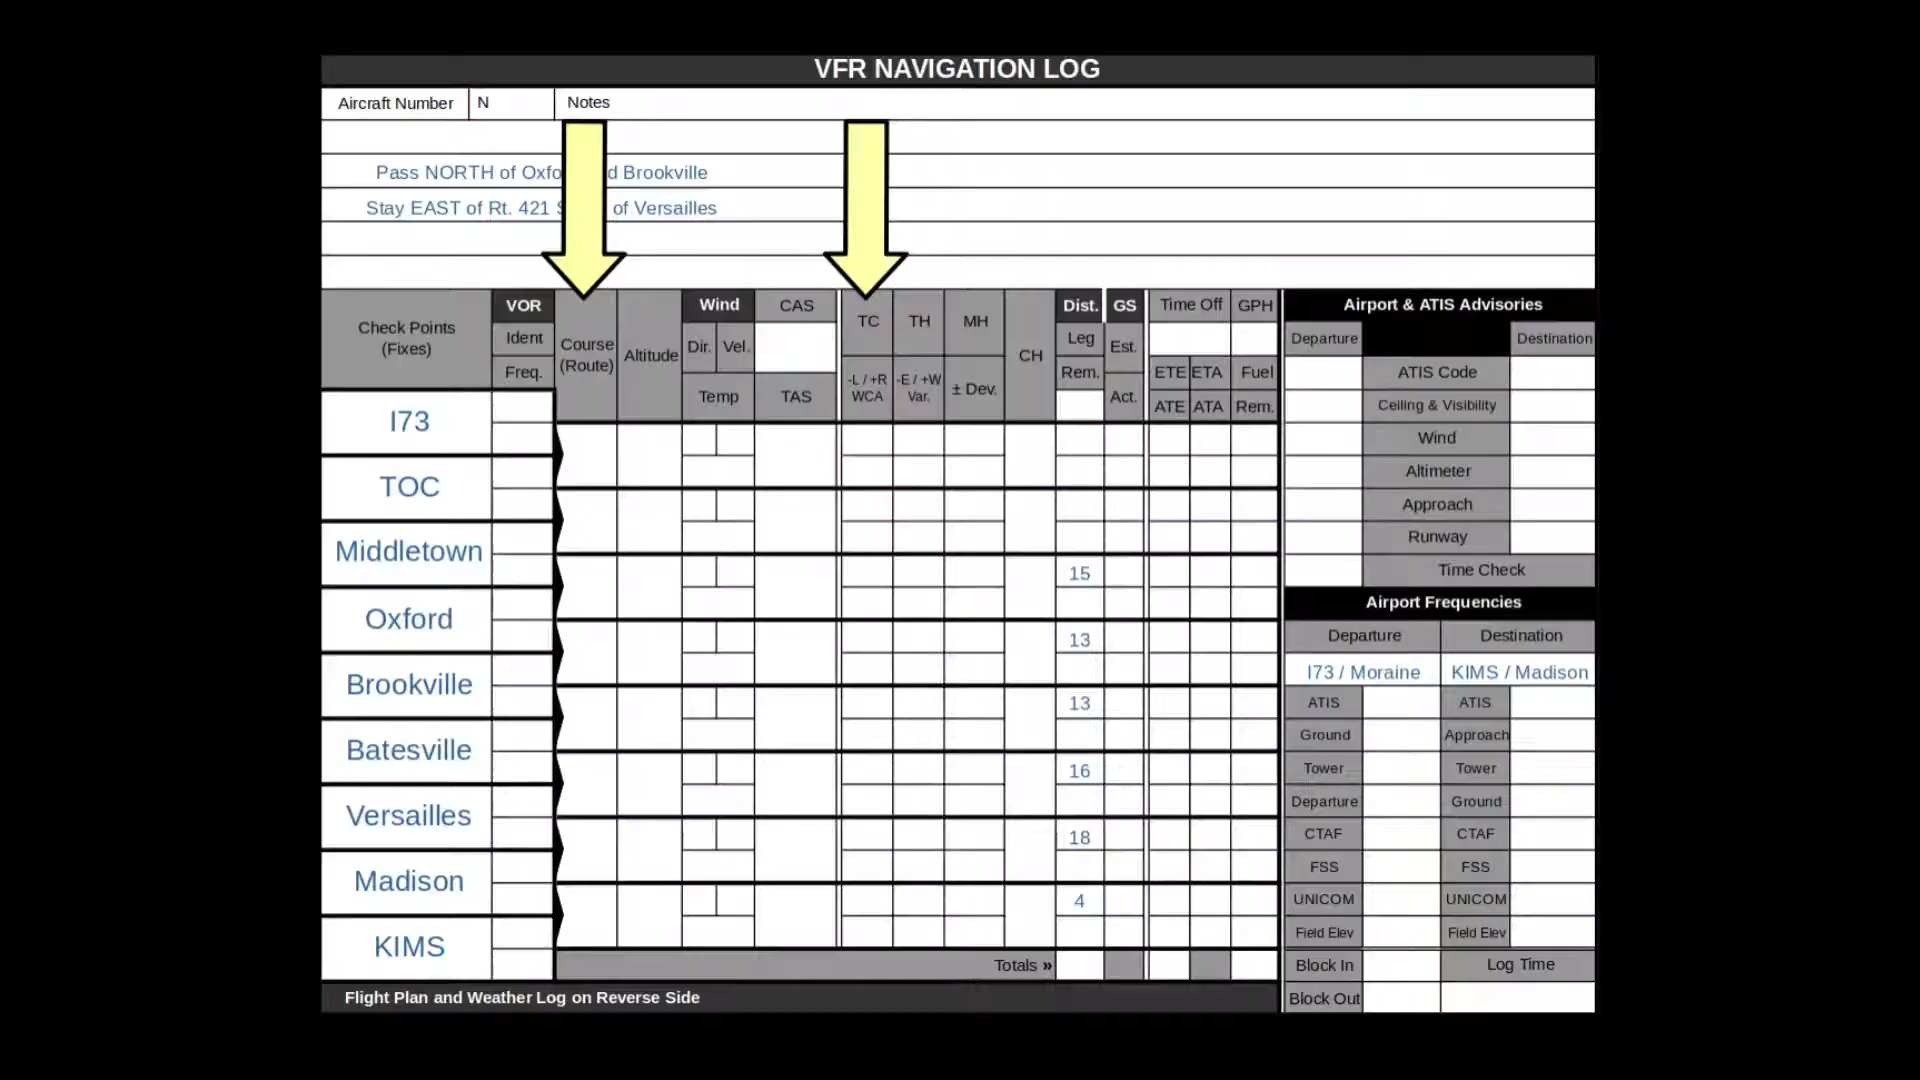 VFR NAVIGATION LOG
Aircraft Number N Notes
Pass NORTH of Oxfo d Brookville
Stay EAST of Rt. 421 of Versailles
Check Points
(Fixes)
VOR
Ident
Freq.
Course
(Route)
Altitude
Wind
Dir. Vel.
Temp
CAS
TAS
TC
-L / +R
WCA
TH
-E / +W
Var.
MH
± Dev.
CH
Dist.
Leg
Rem.
GS
Est.
Act.
Time Off GPH
ETE ETA Fuel
ATE ATA Rem.
I73
TOC
Middletown
15
Oxford
13
Brookville
13
Batesville
16
Versailles
18
Madison
4
KIMS
Totals »
Flight Plan and Weather Log on Reverse Side
Airport & ATIS Advisories
Departure Destination
ATIS Code
Ceiling & Visibility
Wind
Altimeter
Approach
Runway
Time Check
Airport Frequencies
Departure Destination
I73 / Moraine KIMS / Madison
ATIS ATIS
Ground Approach
Tower Tower
Departure Ground
CTAF CTAF
FSS FSS
UNICOM UNICOM
Field Elev Field Elev
Block In Log Time
Block Out